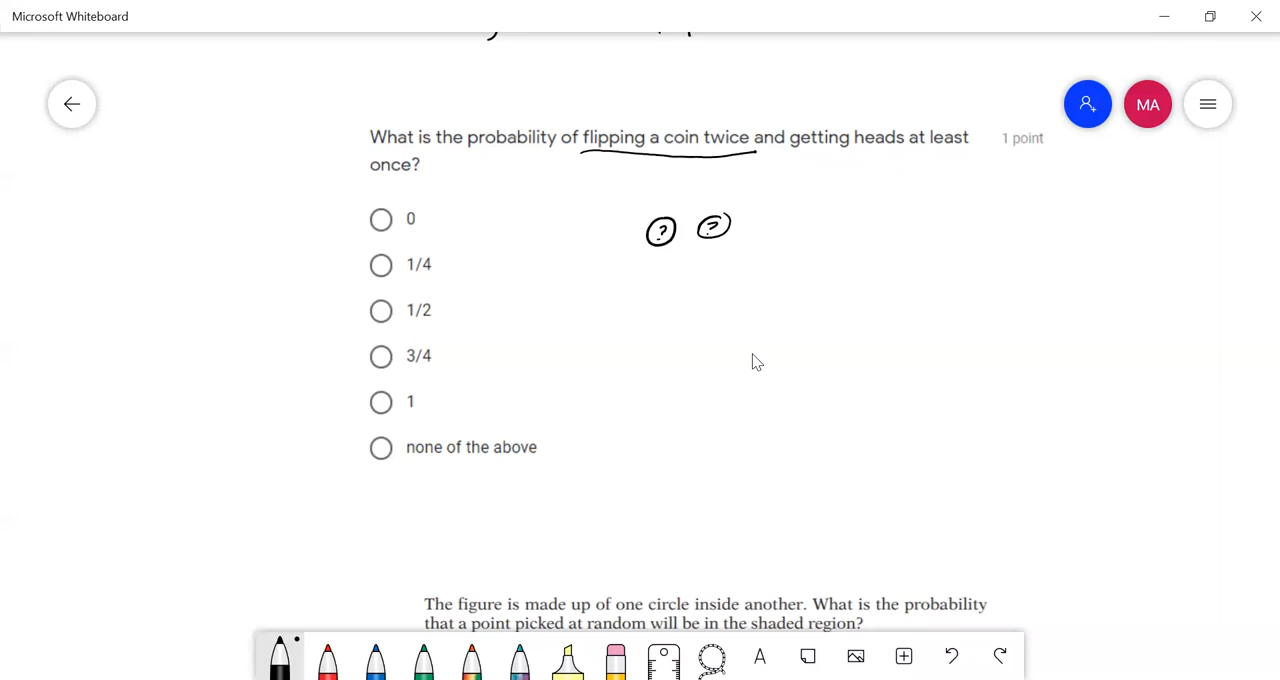 Microsoft Whiteboard
MA
What is the probability of flipping a coin twice and getting heads at least
1 point
once?
0
? ?
1/4
1/2
3/4
1
none of the above
The figure is made up of one circle inside another. What is the probability
that a point picked at random will be in the shaded region?
A